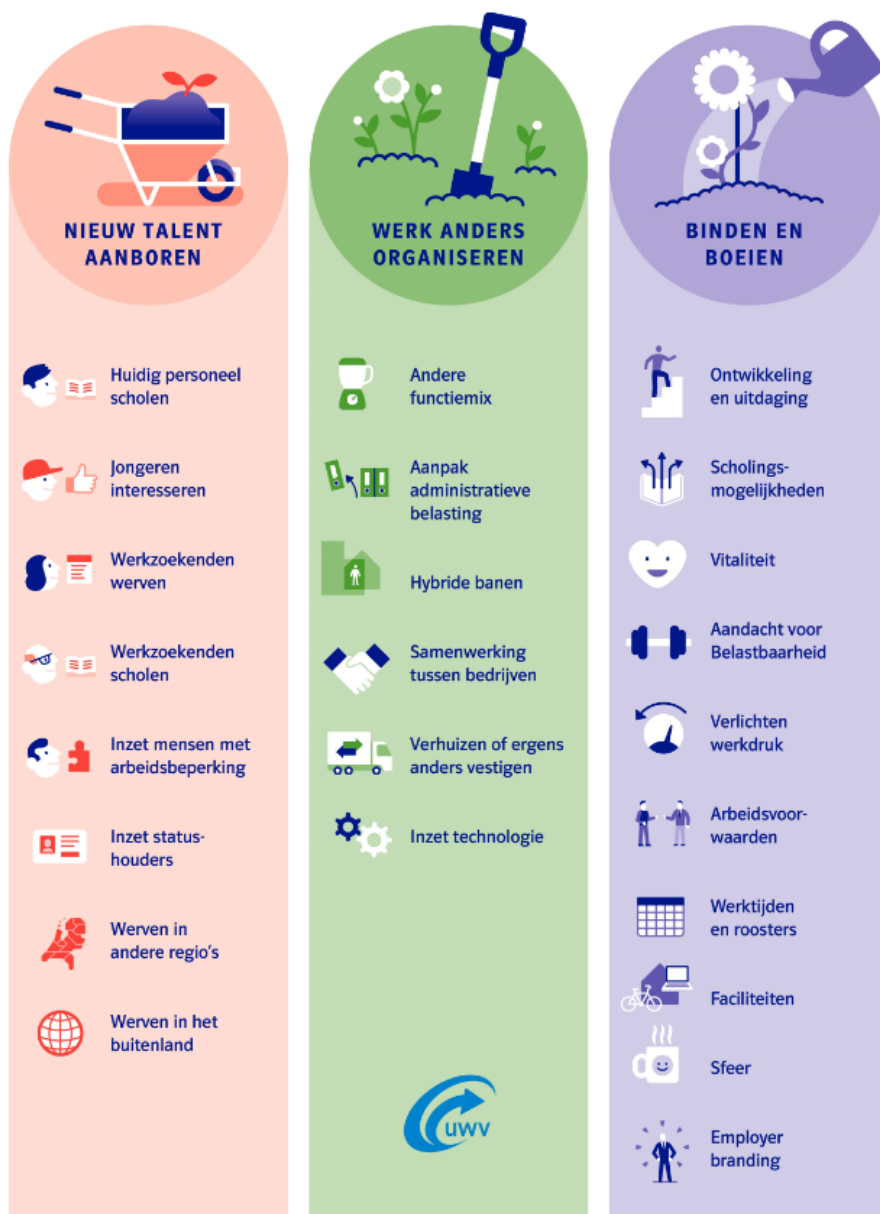 NIEUW TALENT
AANBOREN
Huidig personeel
scholen
Jongeren
interesseren
Werkzoekenden
werven
Werkzoekenden
scholen
Inzet mensen met
arbeidsbeperking
Inzet status-
houders
Werven in
andere regio's
Werven in het
buitenland
WERK ANDERS
ORGANISEREN
Andere
functiemix
Aanpak
administratieve
belasting
Hybride banen
Samenwerking
tussen bedrijven
Verhuizen of ergens
anders vestigen
Inzet technologie
UWV
BINDEN EN
BOEIEN
Ontwikkeling
en uitdaging
Scholings-
mogelijkheden
Vitaliteit
Aandacht voor
Belastbaarheid
Verlichten
werkdruk
Arbeidsvoor-
waarden
Werktijden
en roosters
Faciliteiten
Sfeer
Employer
branding